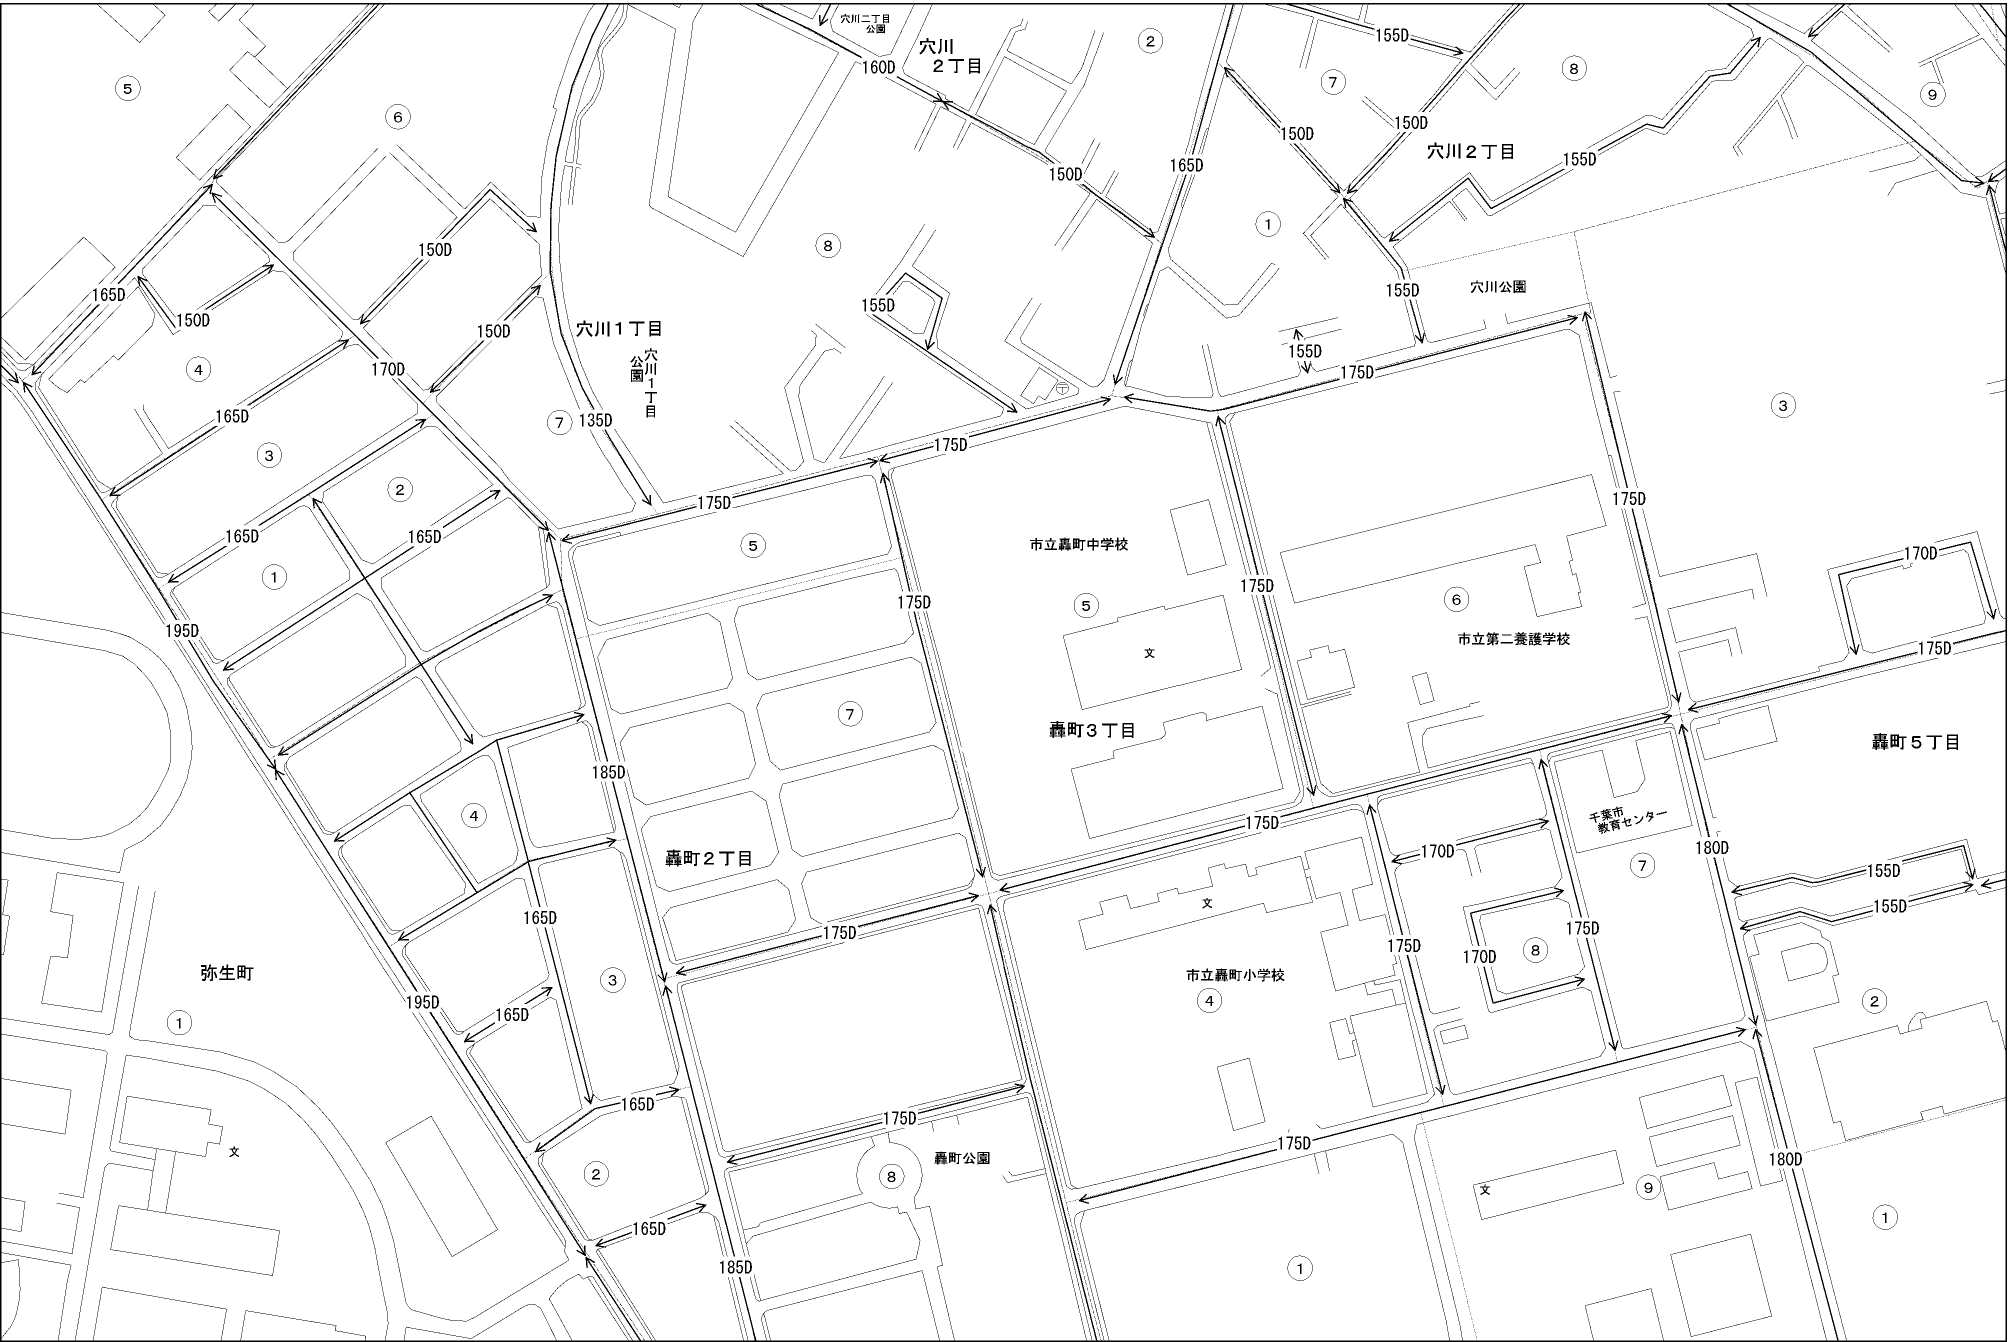 穴川二丁目
公園
穴川
２丁目
②
155D
160D
⑤
⑦
⑧
⑨
⑥
150D
150D
穴川２丁目
155D
165D
150D
①
⑧
150D
155D
穴川公園
165D
150D
155D
150D
穴川１丁目
穴川１丁目
公園
155D
175D
④
170D
③
165D
135D
⑦
175D
③
②
175D
175D
165D
165D
市立轟町中学校
⑤
170D
①
175D
175D
⑤
⑥
195D
市立第二養護学校
文
175D
⑦
轟町３丁目
轟町５丁目
185D
④
175D
千葉市
教育センター
180D
轟町２丁目
170D
⑦
155D
文
155D
165D
175D
175D
175D
170D
⑧
弥生町
③
市立轟町小学校
④
②
195D
165D
①
165D
175D
175D
文
轟町公園
180D
②
⑧
文
⑨
①
165D
185D
①